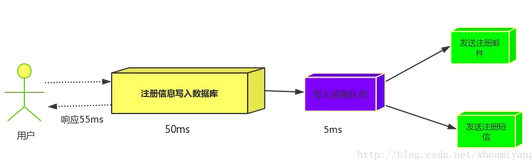 发送注册邮
件
注册信息写入数据库
写入消息队列
响应55ms
用户
50ms
5ms
发送注册短
信
http://blog.csdn.net/whoamiyang